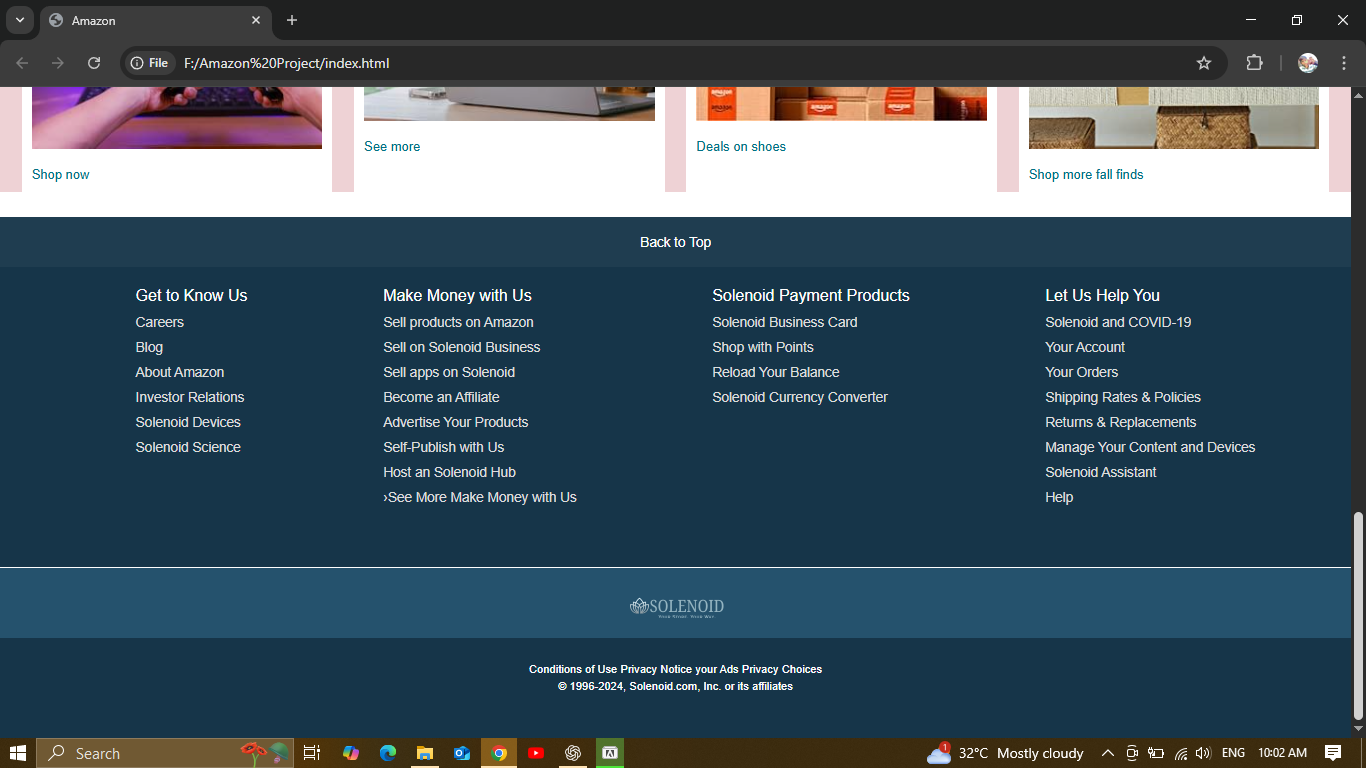 Amazon
File
F:/Amazon%20Project/index.html
amazon
amazon
amazon
See more
Deals on shoes
Shop now
Shop more fall finds
Back to Top
Get to Know Us
Careers
Blog
About Amazon
Investor Relations
Solenoid Devices
Solenoid Science
Make Money with Us
Sell products on Amazon
Sell on Solenoid Business
Sell apps on Solenoid
Become an Affiliate
Advertise Your Products
Self-Publish with Us
Host an Solenoid Hub
›See More Make Money with Us
Solenoid Payment Products
Solenoid Business Card
Shop with Points
Reload Your Balance
Solenoid Currency Converter
Let Us Help You
Solenoid and COVID-19
Your Account
Your Orders
Shipping Rates & Policies
Returns & Replacements
Manage Your Content and Devices
Solenoid Assistant
Help
SOLENOID
Conditions of Use Privacy Notice your Ads Privacy Choices
© 1996-2024, Solenoid.com, Inc. or its affiliates
Search
1
32°C Mostly cloudy
ENG
10:02 AM